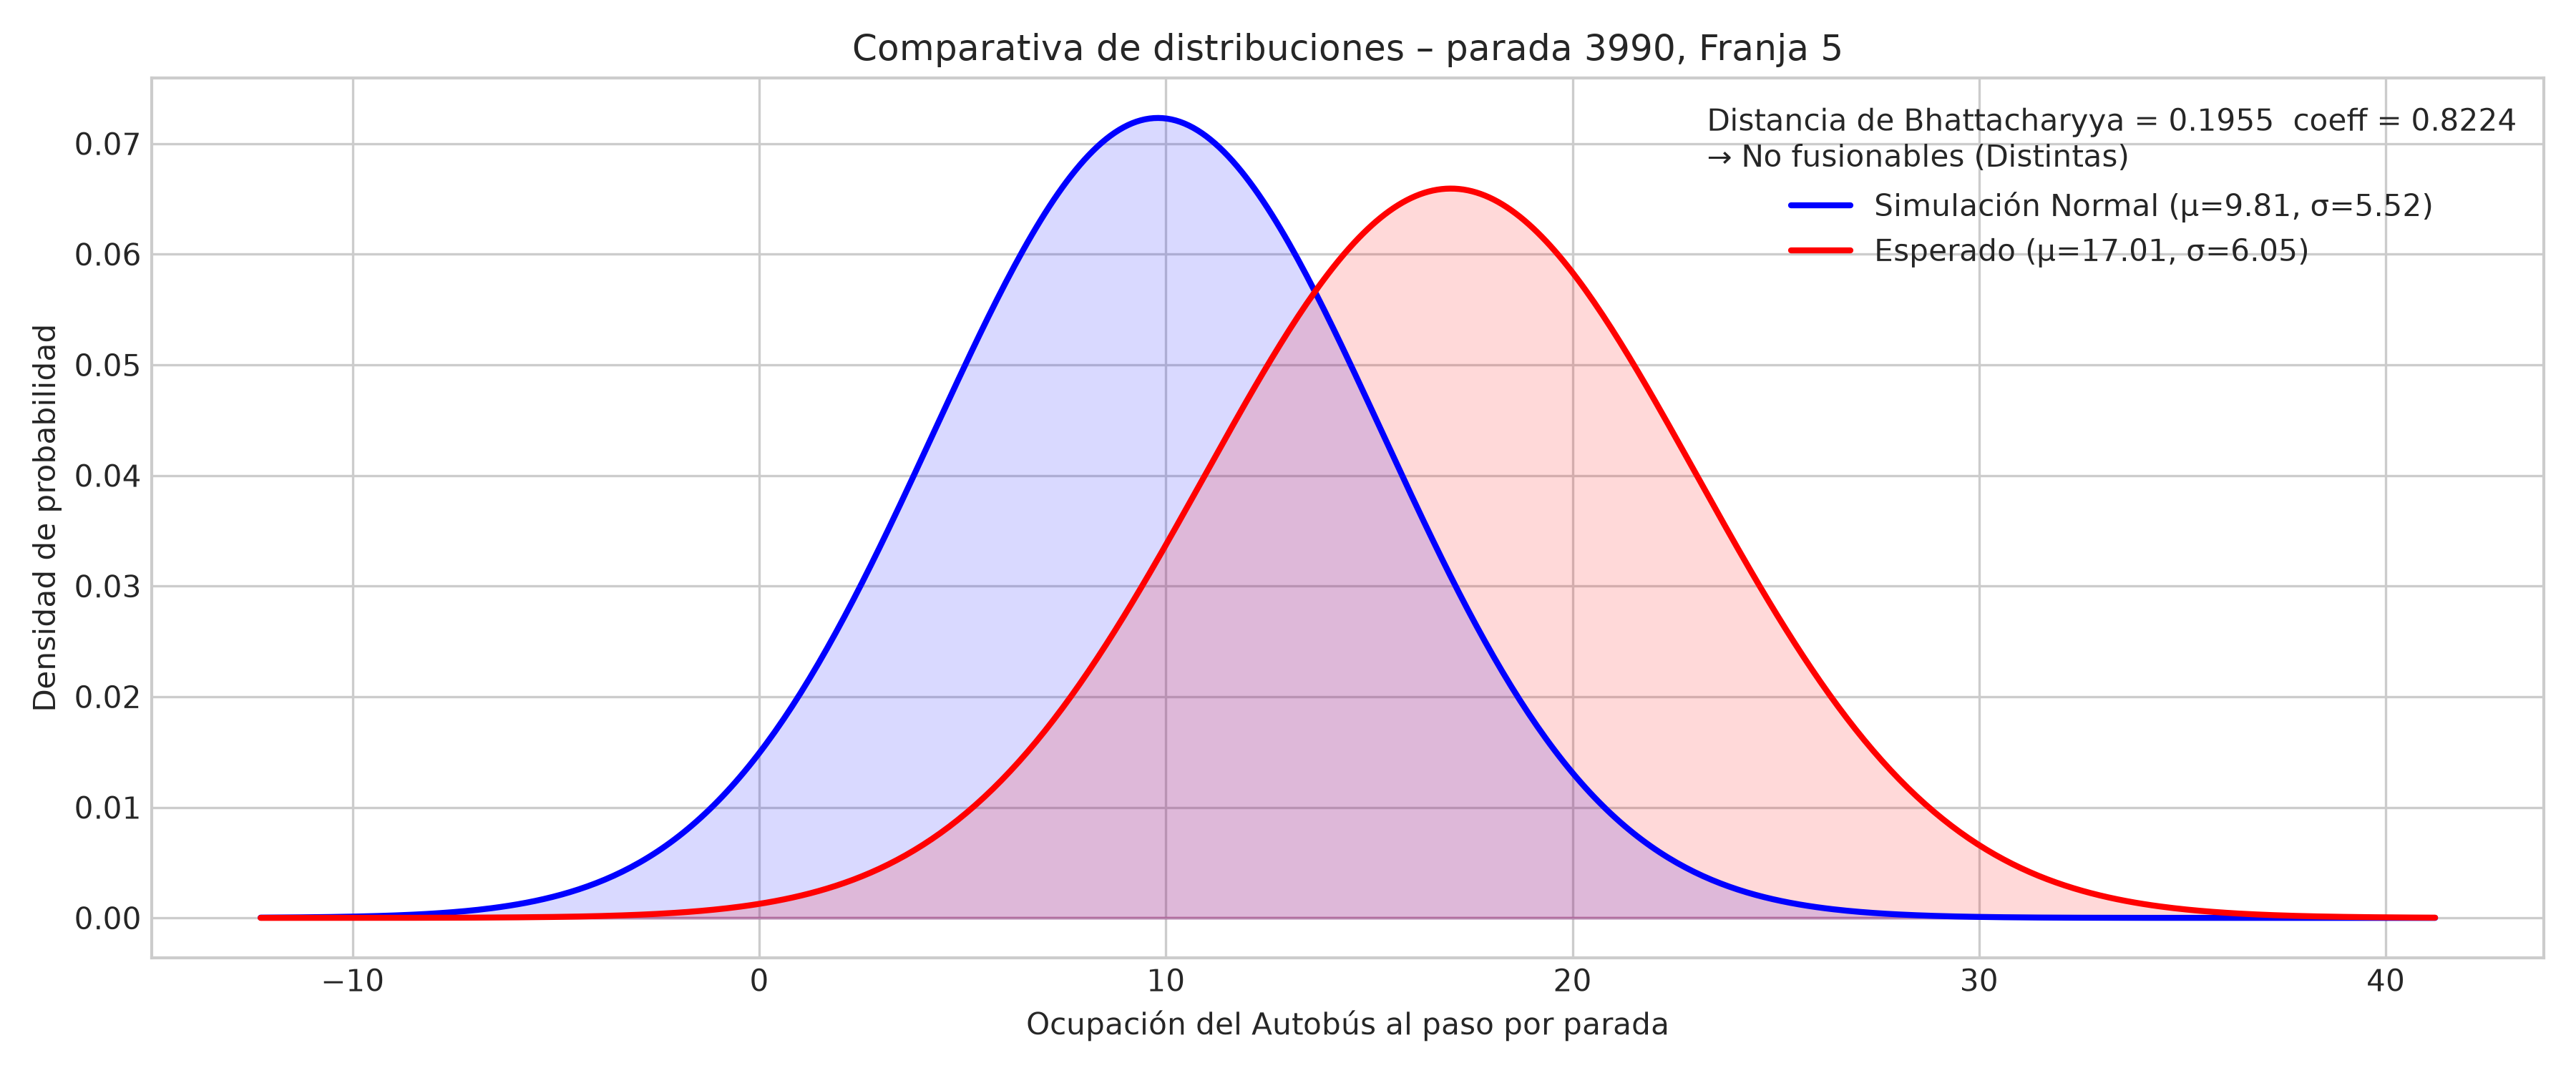 Comparativa de distribuciones – parada 3990, Franja 5
Distancia de Bhattacharyya = 0.1955  coeff = 0.8224
→ No fusionables (Distintas)
Simulación Normal (μ=9.81, σ=5.52)
Esperado (μ=17.01, σ=6.05)
Densidad de probabilidad
0.07
0.06
0.05
0.04
0.03
0.02
0.01
0.00
−10 0 10 20 30 40
Ocupación del Autobús al paso por parada